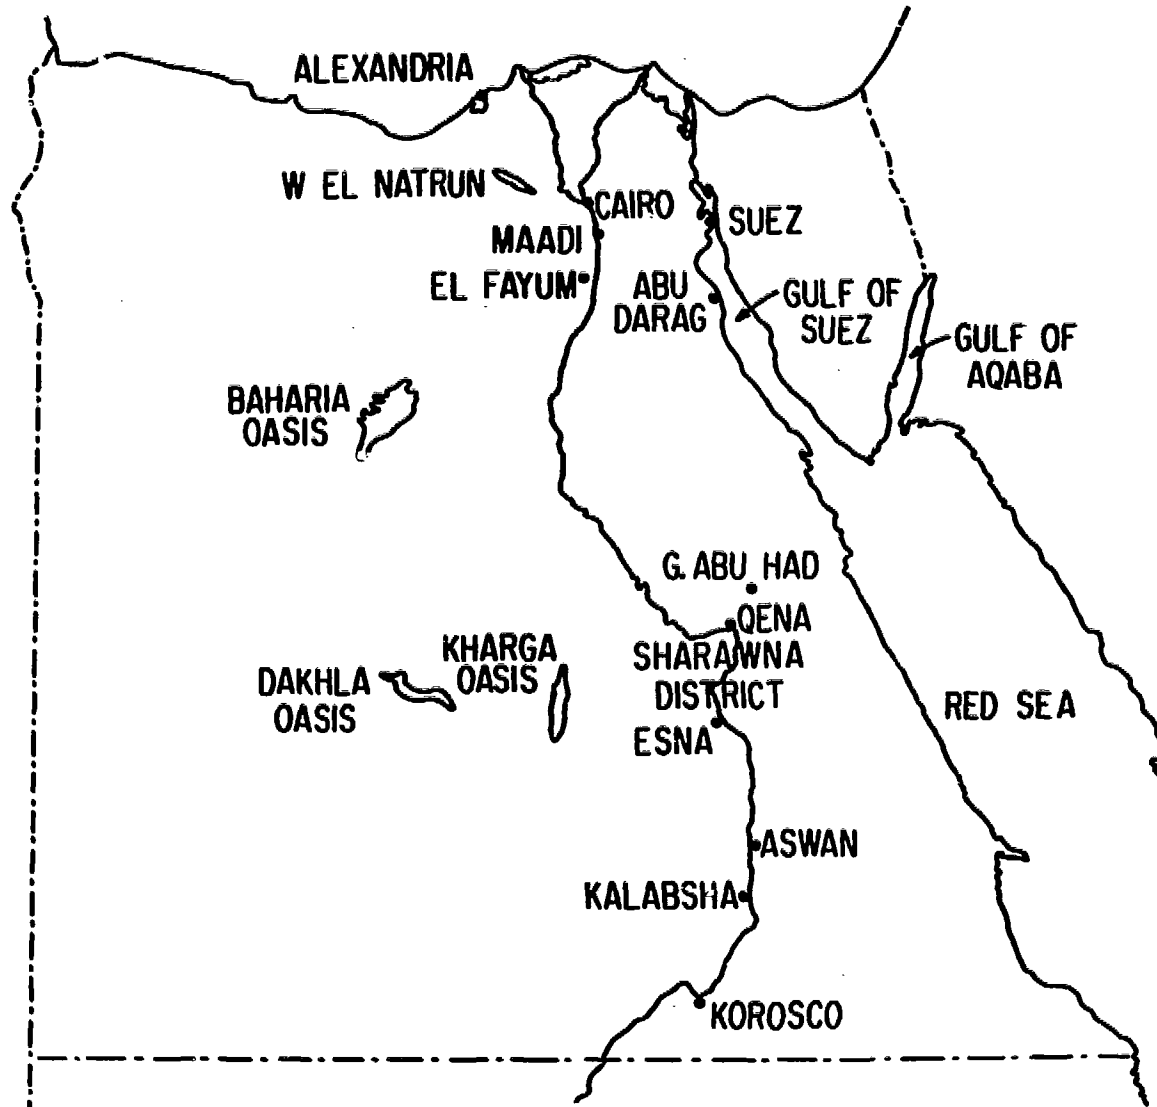 ALEXANDRIA
W EL NATRUN
CAIRO
SUEZ
MAADI
EL FAYUM
ABU
DARAG
GULF OF
SUEZ
GULF OF
AQABA
BAHARIA
OASIS
G. ABU HAD
QENA
SHARAWNA
DISTRICT
KHARGA
OASIS
DAKHLA
OASIS
RED SEA
ESNA
ASWAN
KALABSHA
KOROSCO